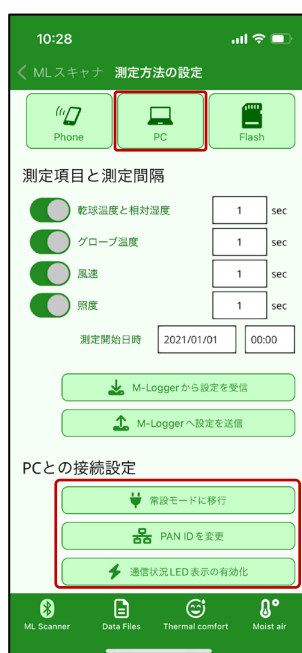 10:28
MLスキャナ 測定方法の設定
Phone PC Flash
測定項目と測定間隔
乾球温度と相対湿度 1 sec
グローブ温度 1 sec
風速 1 sec
照度 1 sec
測定開始日時 2021/01/01 00:00
M-Loggerから設定を受信
M-Loggerへ設定を送信
PCとの接続設定
常設モードに移行
PAN IDを変更
通信状況LED表示の有効化
ML Scanner Data Files Thermal comfort Moist air